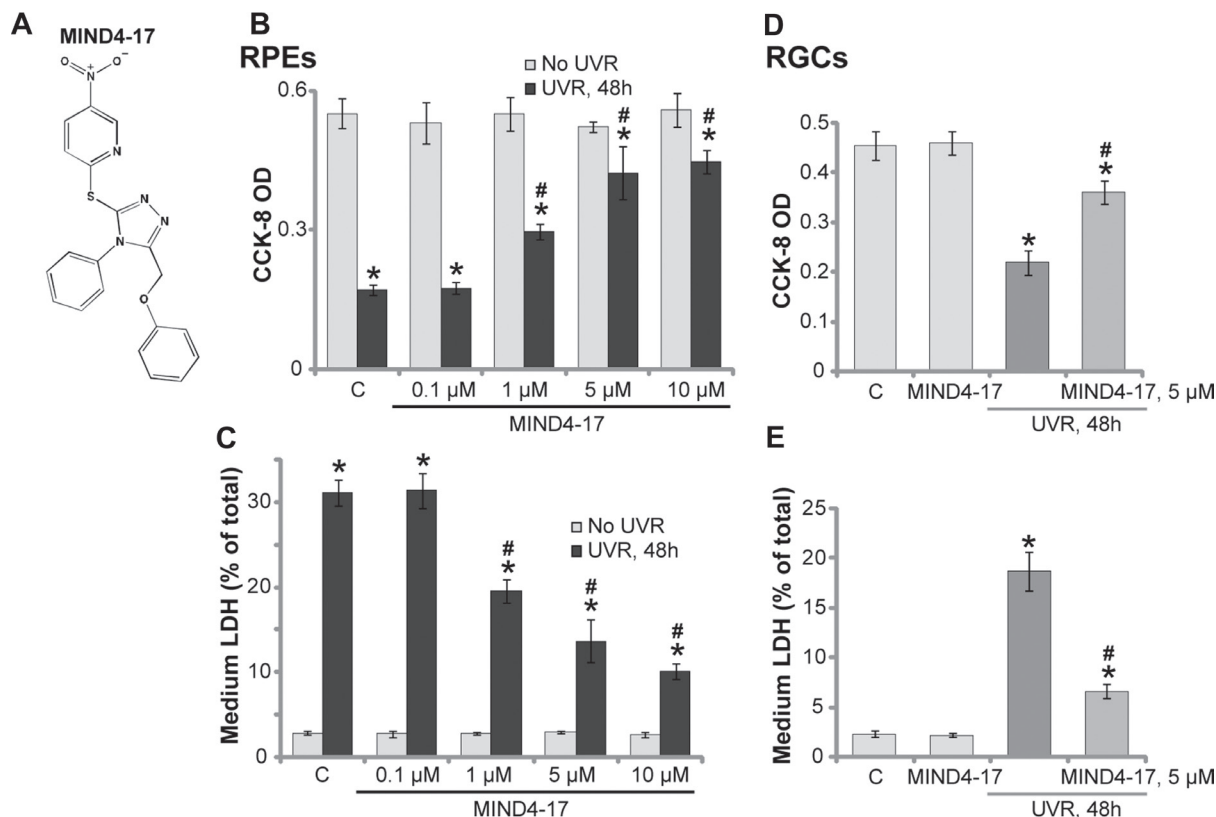 A
MIND4-17
O
O−
N+
N
S
N
N
N
O
B
RPEs
No UVR
UVR, 48h
CCK-8 OD
0.6
0.3
0
*
*
#
*
#
*
#
*
C
0.1 µM
1 µM
5 µM
10 µM
MIND4-17
C
Medium LDH (% of total)
30
20
10
0
No UVR
UVR, 48h
*
*
#
*
#
*
#
*
C
0.1 µM
1 µM
5 µM
10 µM
MIND4-17
D
RGCs
CCK-8 OD
0.5
0.4
0.3
0.2
0.1
0
*
#
*
C
MIND4-17
MIND4-17, 5 µM
UVR, 48h
E
Medium LDH (% of total)
25
20
15
10
5
0
*
#
*
C
MIND4-17
MIND4-17, 5 µM
UVR, 48h